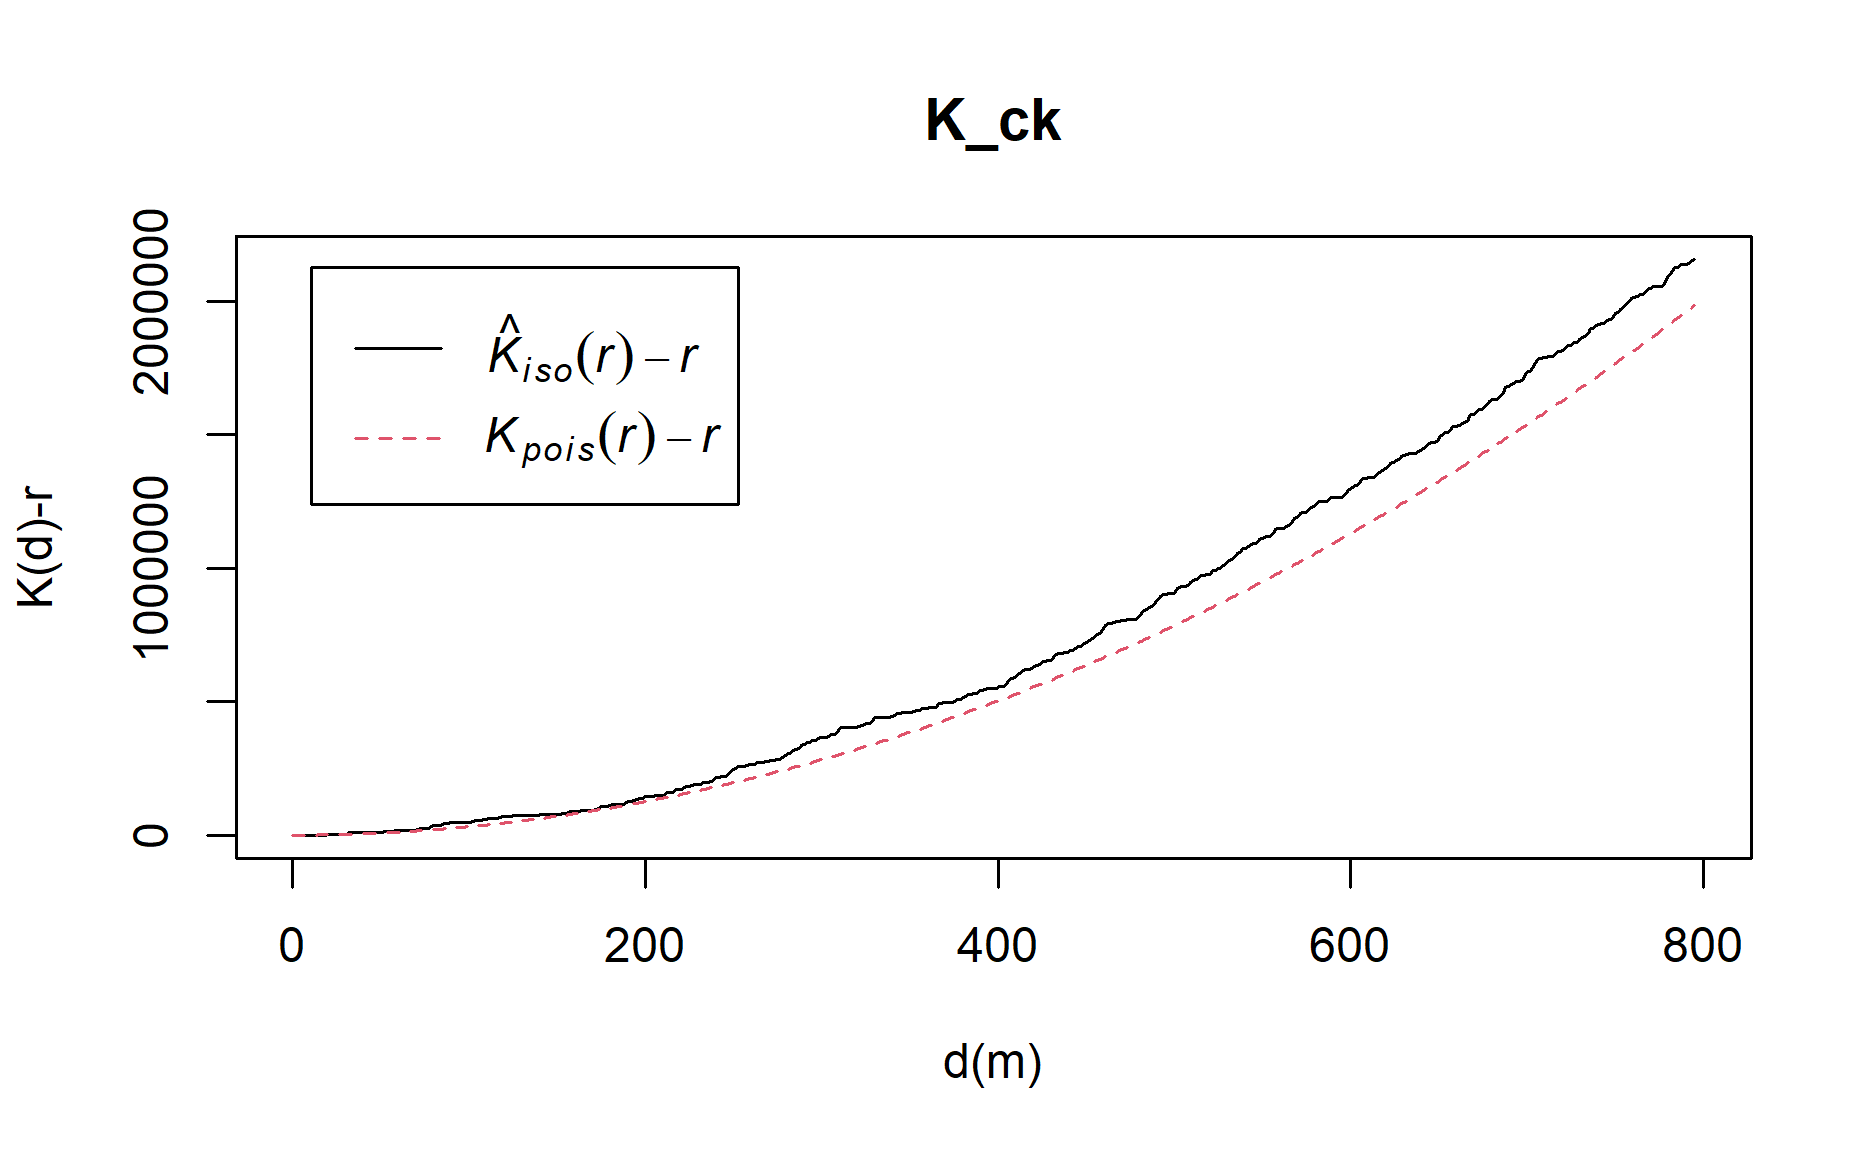 K_ck
K̂iso(r) − r
Kpois(r) − r
K(d)-r
2000000
1000000
0
0 200 400 600 800
d(m)